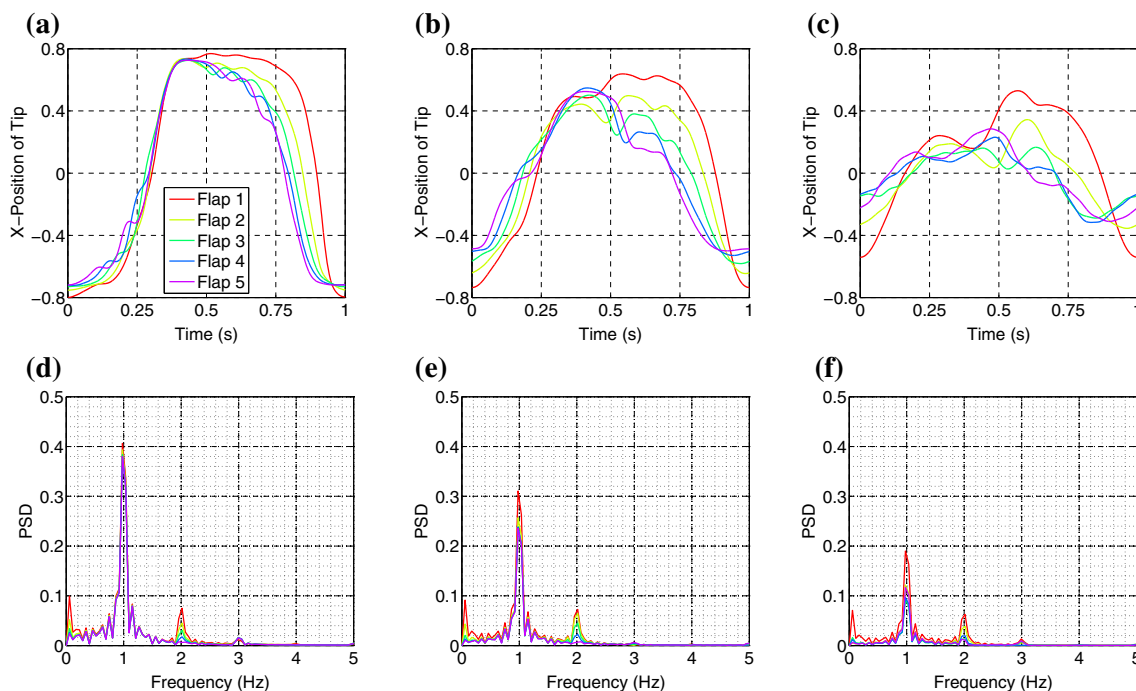 (a)
(b)
(c)
X-Position of Tip
0.8
0.4
0
−0.4
−0.8
0 0.25 0.5 0.75 1
Time (s)
Flap 1
Flap 2
Flap 3
Flap 4
Flap 5
X-Position of Tip
0.8
0.4
0
−0.4
−0.8
0 0.25 0.5 0.75 1
Time (s)
X-Position of Tip
0.8
0.4
0
−0.4
−0.8
0 0.25 0.5 0.75
Time (s)
(d)
(e)
(f)
PSD
0.5
0.4
0.3
0.2
0.1
0
0 1 2 3 4 5
Frequency (Hz)
PSD
0.5
0.4
0.3
0.2
0.1
0
0 1 2 3 4 5
Frequency (Hz)
PSD
0.5
0.4
0.3
0.2
0.1
0
0 1 2 3 4 5
Frequency (Hz)